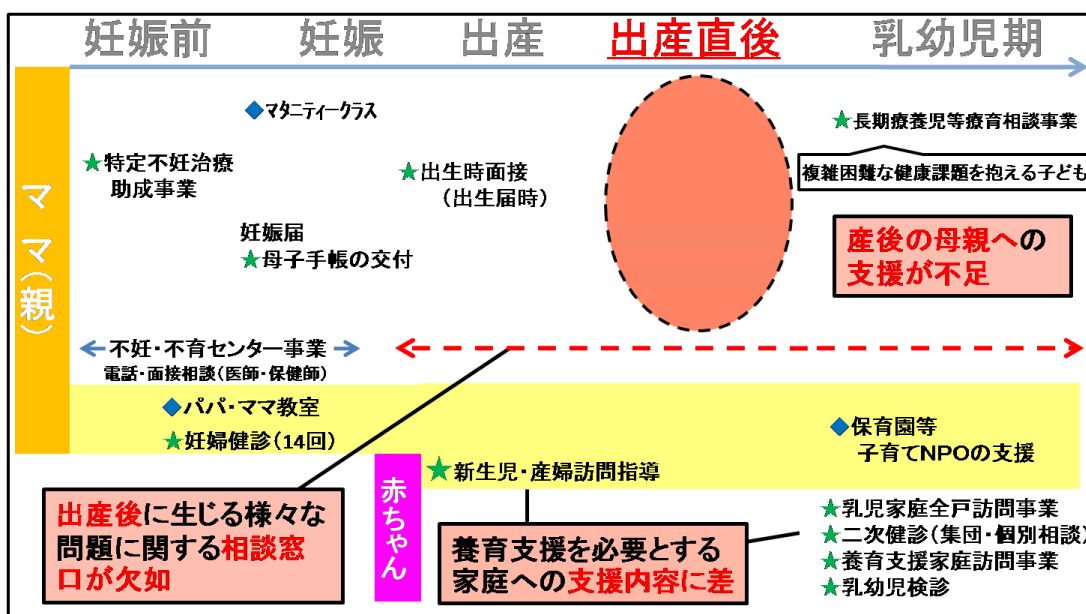 妊娠前 妊娠 出産 出産直後 乳幼児期
ママ(親)
◆マタニティークラス
★長期療養児等療育相談事業
複雑困難な健康課題を抱える子ども
★特定不妊治療
助成事業
★出生時面接
(出生届時)
妊娠届
★母子手帳の交付
産後の母親への
支援が不足
不妊・不育センター事業
電話・面接相談(医師・保健師)
◆パパ・ママ教室
★妊婦健診(14回)
◆保育園等
子育てNPOの支援
赤ちゃん
★新生児・産婦訪問指導
出産後に生じる様々な
問題に関する相談窓
口が欠如
養育支援を必要とする
家庭への支援内容に差
★乳児家庭全戸訪問事業
★二次健診(集団・個別相談)
★養育支援家庭訪問事業
★乳幼児検診